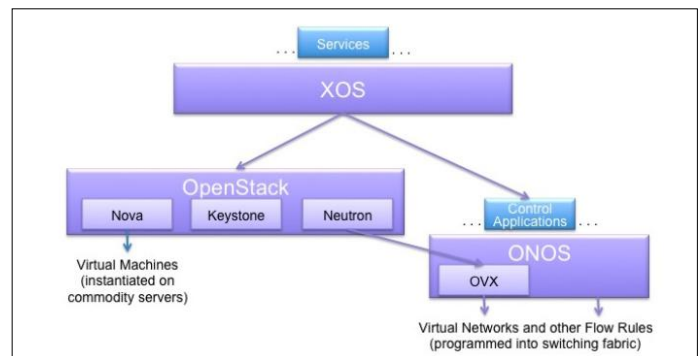 ... Services ...
XOS
OpenStack
Nova Keystone Neutron
... Control ...
Applications
ONOS
OVX
Virtual Machines
(instantiated on
commodity servers)
Virtual Networks and other Flow Rules
(programmed into switching fabric)